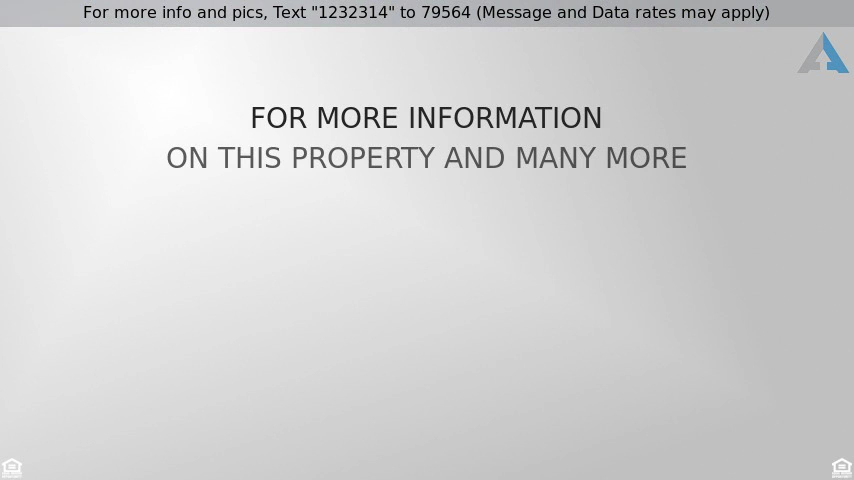 For more info and pics, Text "1232314" to 79564 (Message and Data rates may apply)
FOR MORE INFORMATION
ON THIS PROPERTY AND MANY MORE